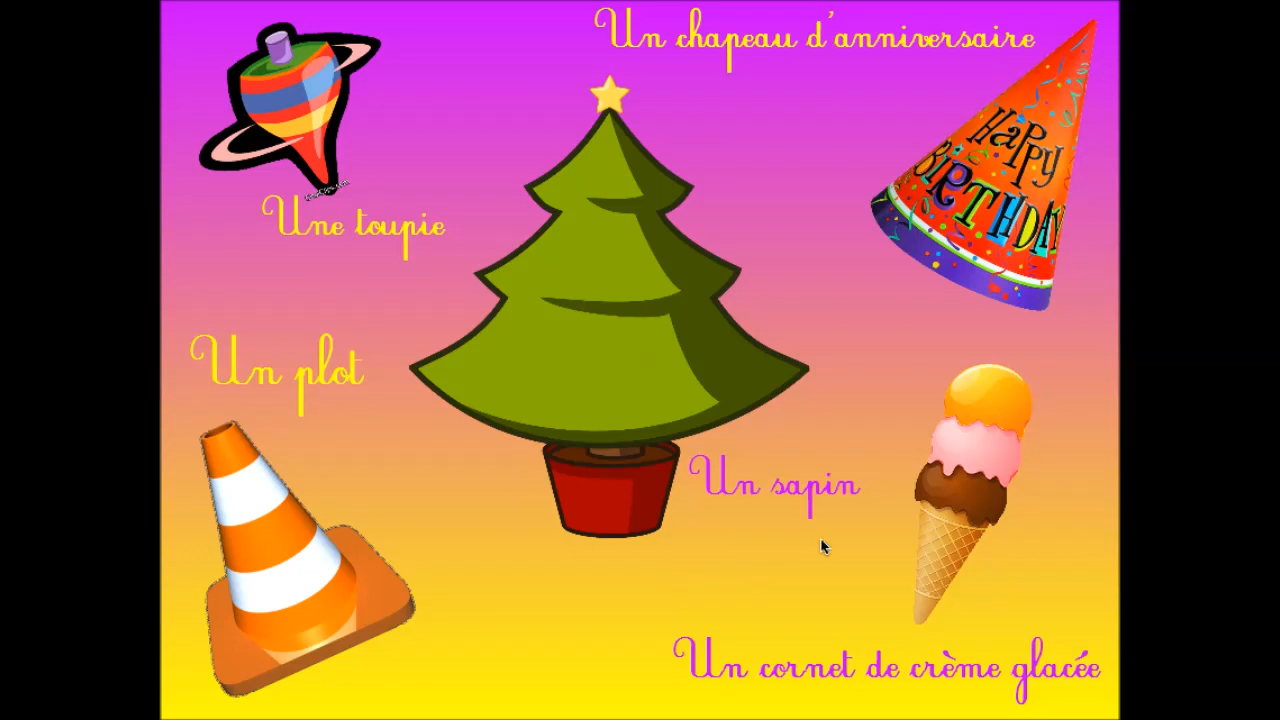 Un chapeau d'anniversaire
HaPPy
BIRTHDAY
Une toupie
Un plot
Un sapin
Un cornet de crème glacée